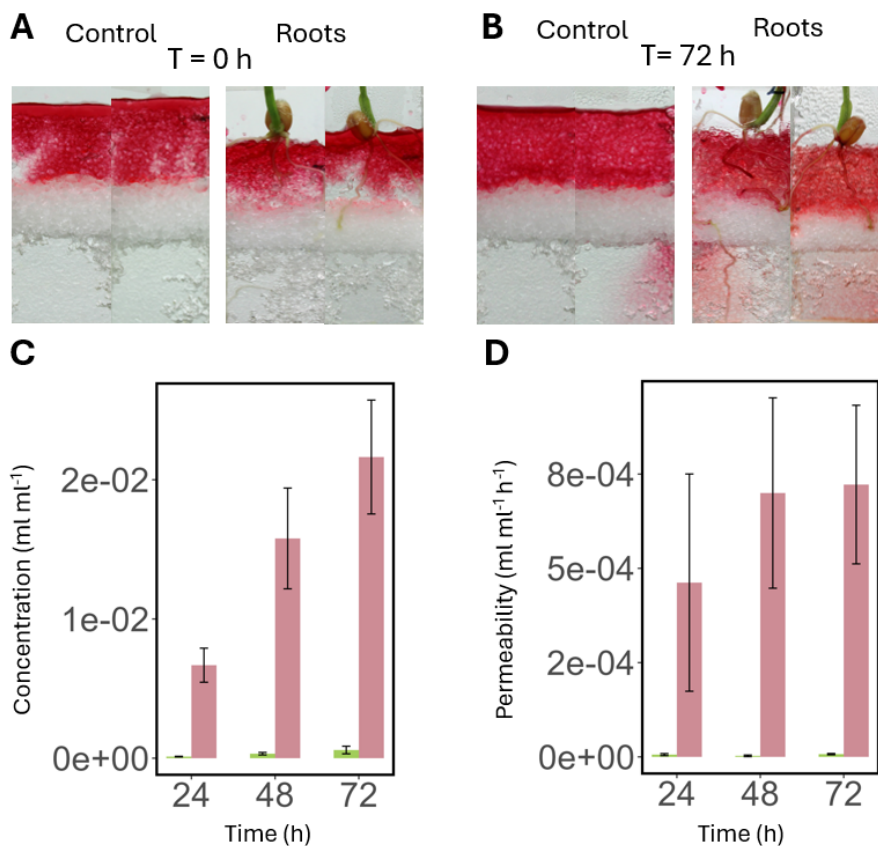 A
Control
Roots
T = 0 h
B
Control
Roots
T= 72 h
C
Concentration (ml ml⁻¹)
2e-02
1e-02
0e+00
24 48 72
Time (h)
D
Permeability (ml ml⁻¹ h⁻¹)
8e-04
5e-04
2e-04
0e+00
24 48 72
Time (h)